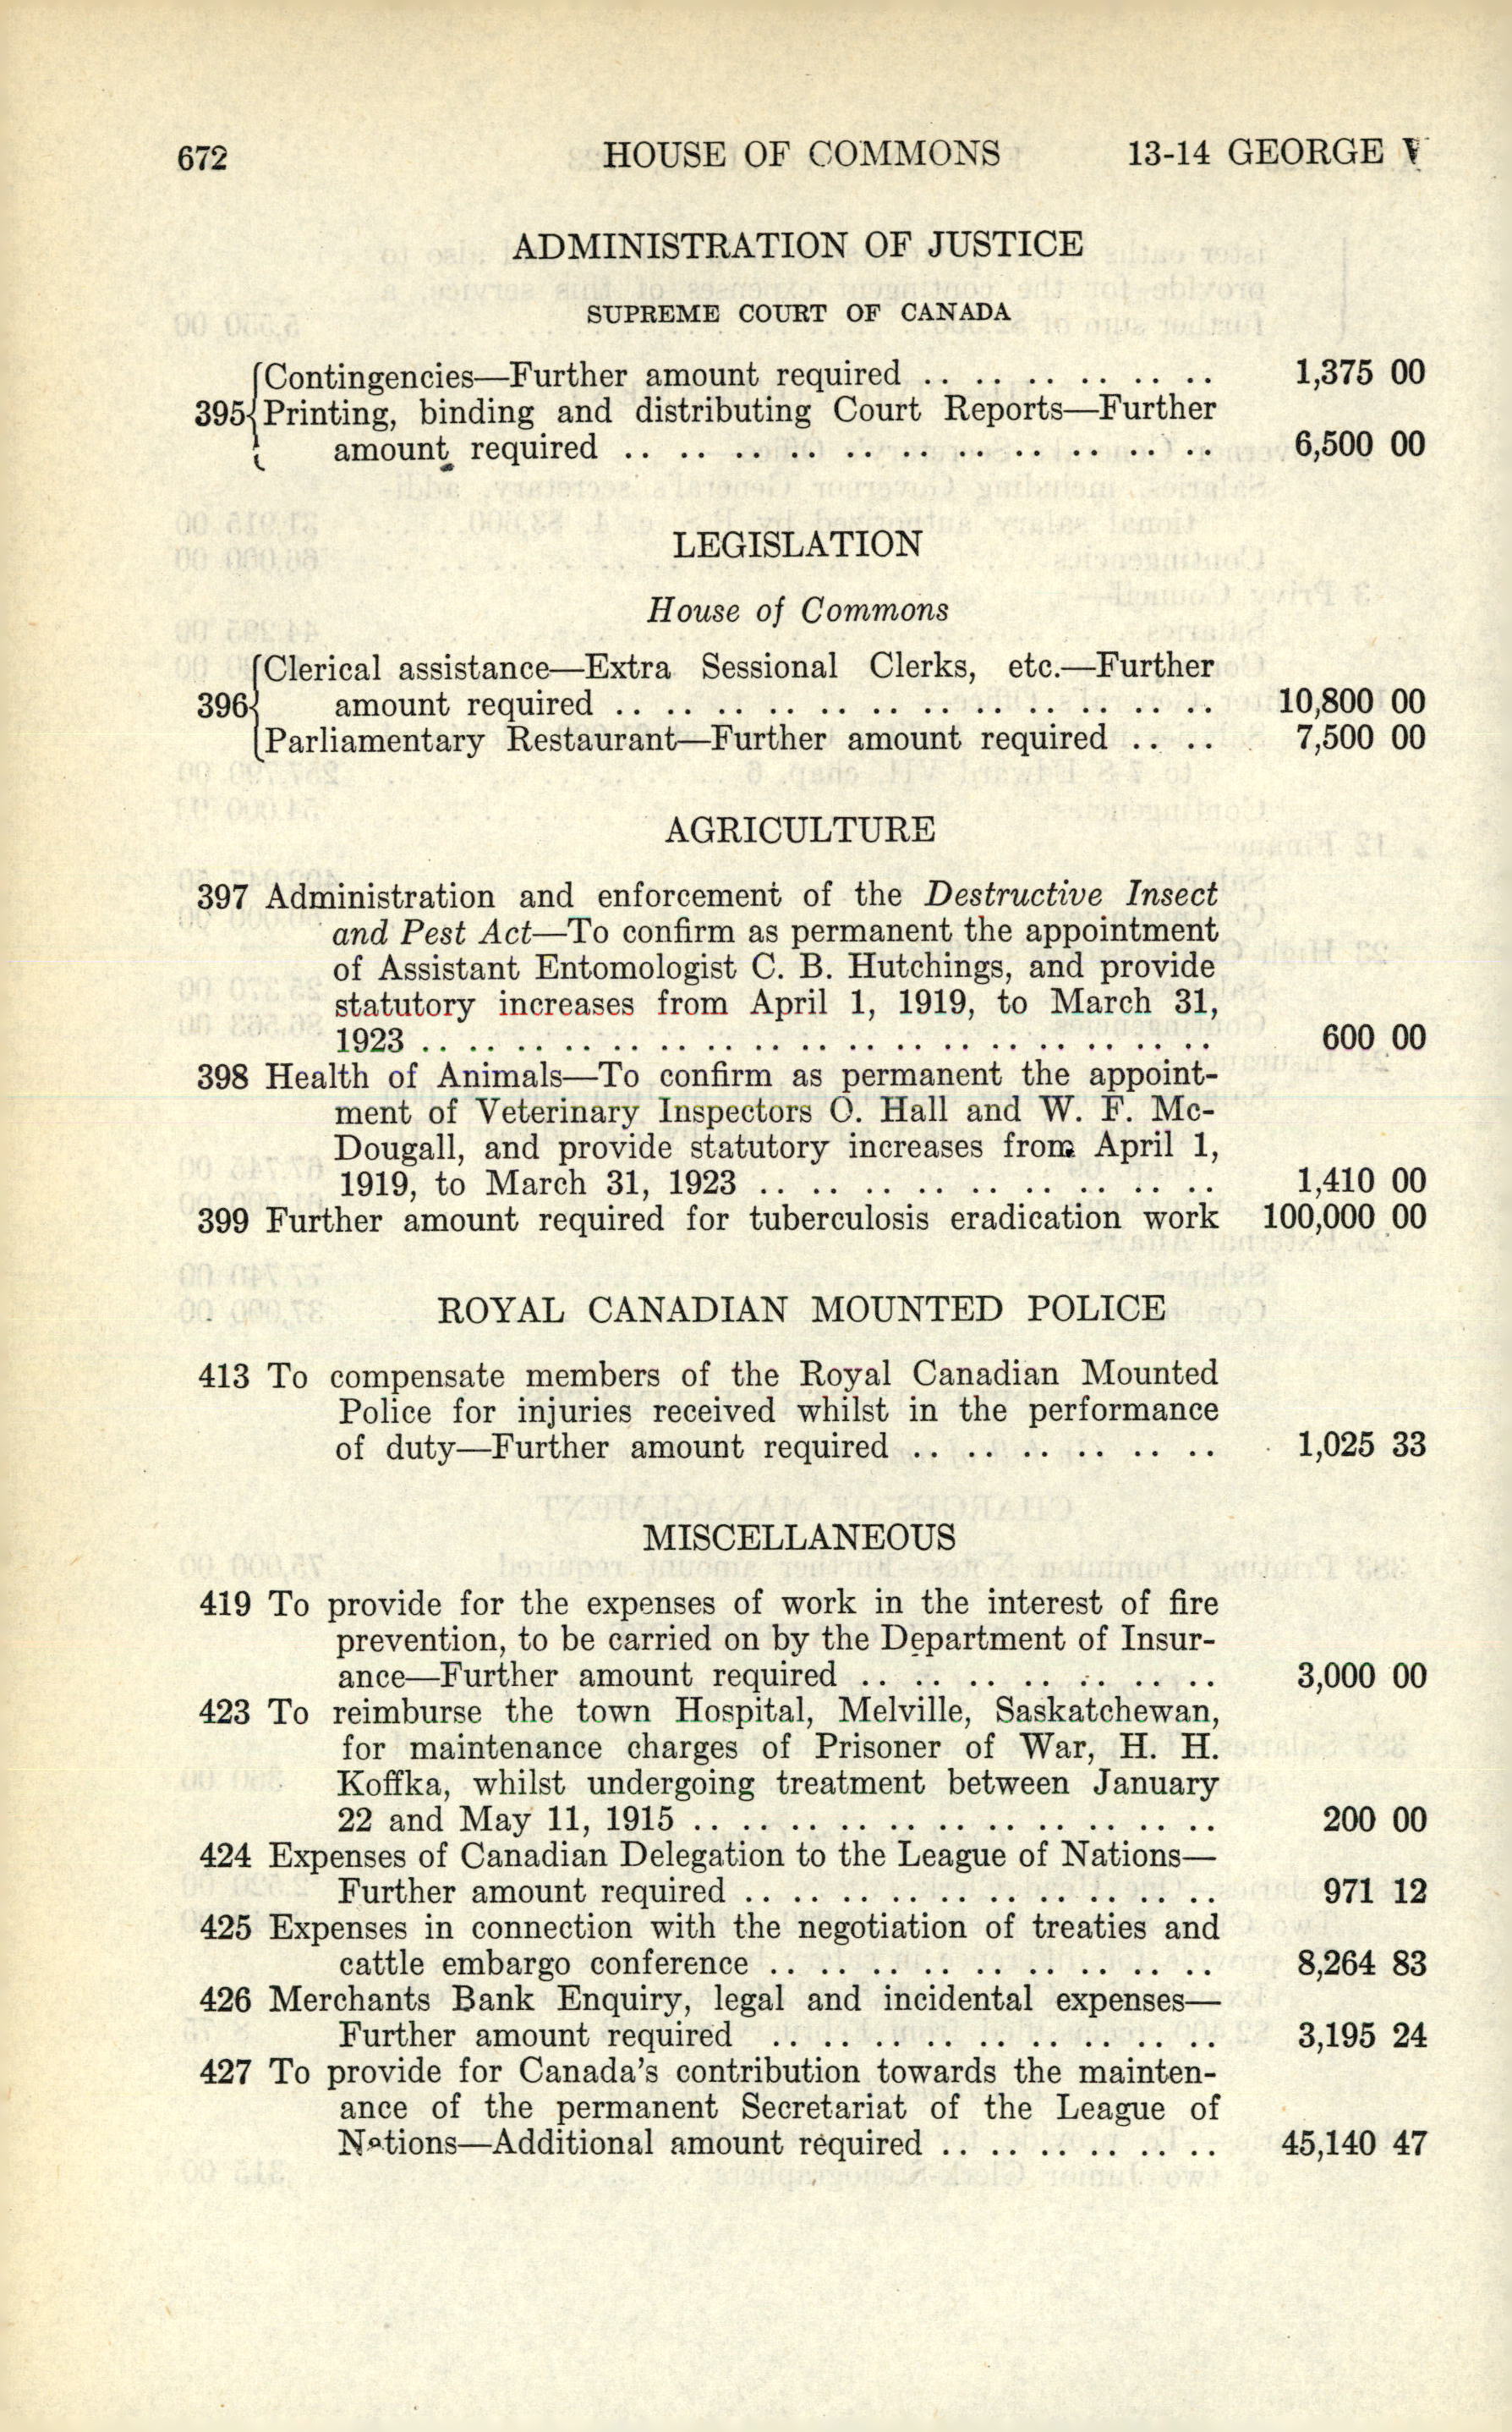 672 HOUSE OF COMMONS 13-14 GEORGE V
ADMINISTRATION OF JUSTICE
SUPREME COURT OF CANADA
Contingencies—Further amount required .. .. .. .. .. .. 1,375 00
395 Printing, binding and distributing Court Reports—Further
amount required .. .. .. .. .. .. .. .. .. .. .. 6,500 00
LEGISLATION
House of Commons
Clerical assistance—Extra Sessional Clerks, etc.—Further
396 amount required .. .. .. .. .. .. .. .. .. .. .. .. 10,800 00
Parliamentary Restaurant—Further amount required .. .. 7,500 00
AGRICULTURE
397 Administration and enforcement of the Destructive Insect
and Pest Act—To confirm as permanent the appointment
of Assistant Entomologist C. B. Hutchings, and provide
statutory increases from April 1, 1919, to March 31,
1923 .. .. .. .. .. .. .. .. .. .. .. .. .. .. .. .. .. 600 00
398 Health of Animals—To confirm as permanent the appoint-
ment of Veterinary Inspectors O. Hall and W. F. Mc-
Dougall, and provide statutory increases from April 1,
1919, to March 31, 1923 .. .. .. .. .. .. .. .. .. 1,410 00
399 Further amount required for tuberculosis eradication work 100,000 00
ROYAL CANADIAN MOUNTED POLICE
413 To compensate members of the Royal Canadian Mounted
Police for injuries received whilst in the performance
of duty—Further amount required .. .. .. .. .. .. 1,025 33
MISCELLANEOUS
419 To provide for the expenses of work in the interest of fire
prevention, to be carried on by the Department of Insur-
ance—Further amount required .. .. .. .. .. .. .. 3,000 00
423 To reimburse the town Hospital, Melville, Saskatchewan,
for maintenance charges of Prisoner of War, H. H.
Koffka, whilst undergoing treatment between January
22 and May 11, 1915 .. .. .. .. .. .. .. .. .. .. .. 200 00
424 Expenses of Canadian Delegation to the League of Nations—
Further amount required .. .. .. .. .. .. .. .. .. .. 971 12
425 Expenses in connection with the negotiation of treaties and
cattle embargo conference .. .. .. .. .. .. .. .. .. 8,264 83
426 Merchants Bank Enquiry, legal and incidental expenses—
Further amount required .. .. .. .. .. .. .. .. .. 3,195 24
427 To provide for Canada's contribution towards the mainten-
ance of the permanent Secretariat of the League of
Nations—Additional amount required .. .. .. .. .. .. 45,140 47